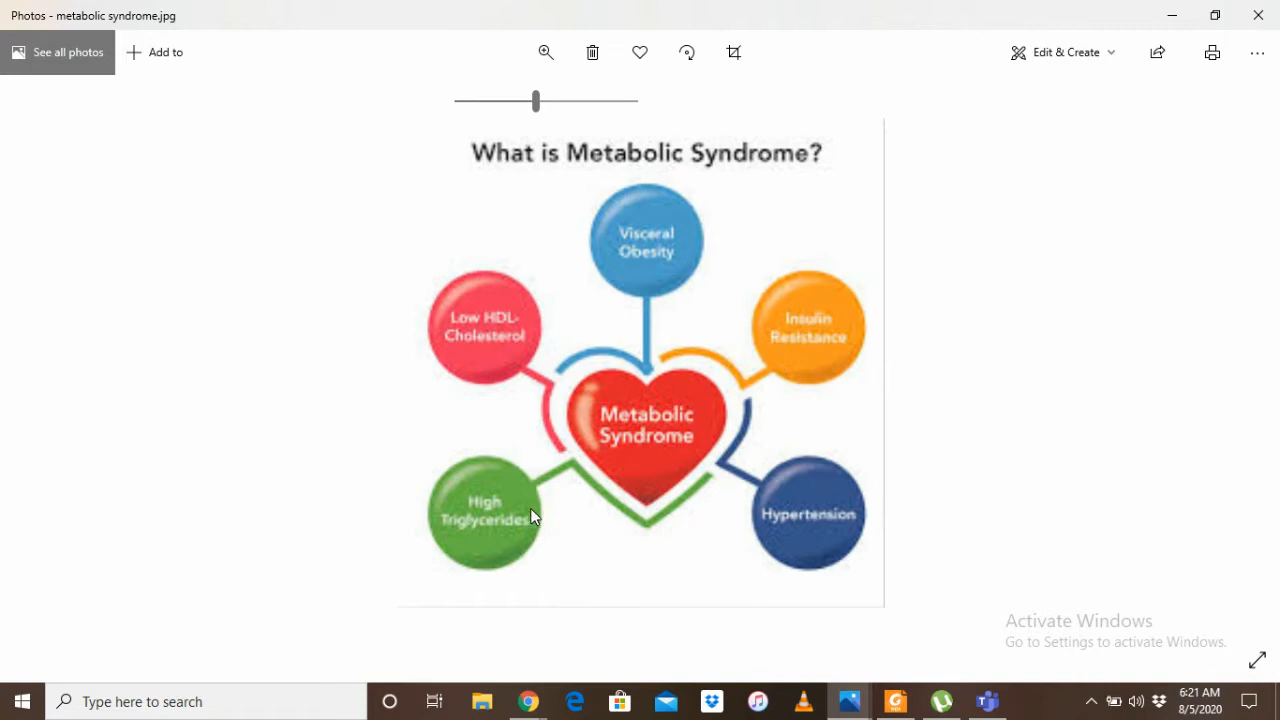 Photos - metabolic syndrome.jpg
See all photos
Add to
Edit & Create
What is Metabolic Syndrome?
Visceral
Obesity
Low HDL-
Cholesterol
Insulin
Resistance
Metabolic
Syndrome
High
Triglycerides
Hypertension
Activate Windows
Go to Settings to activate Windows.
Type here to search
6:21 AM
8/5/2020